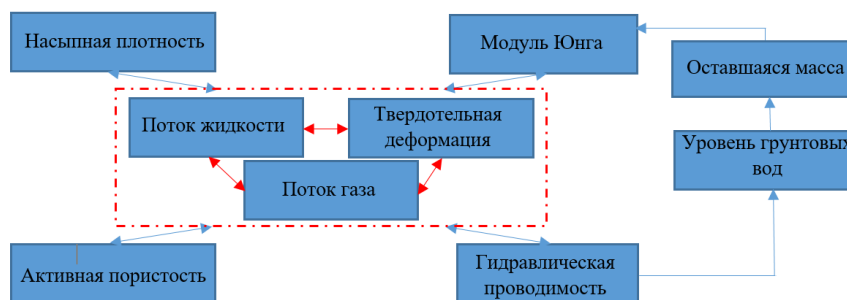 Насыпная плотность
Модуль Юнга
Оставшаяся масса
Поток жидкости
Твердотельная
деформация
Уровень грунтовых
вод
Поток газа
Активная пористость
Гидравлическая
проводимость